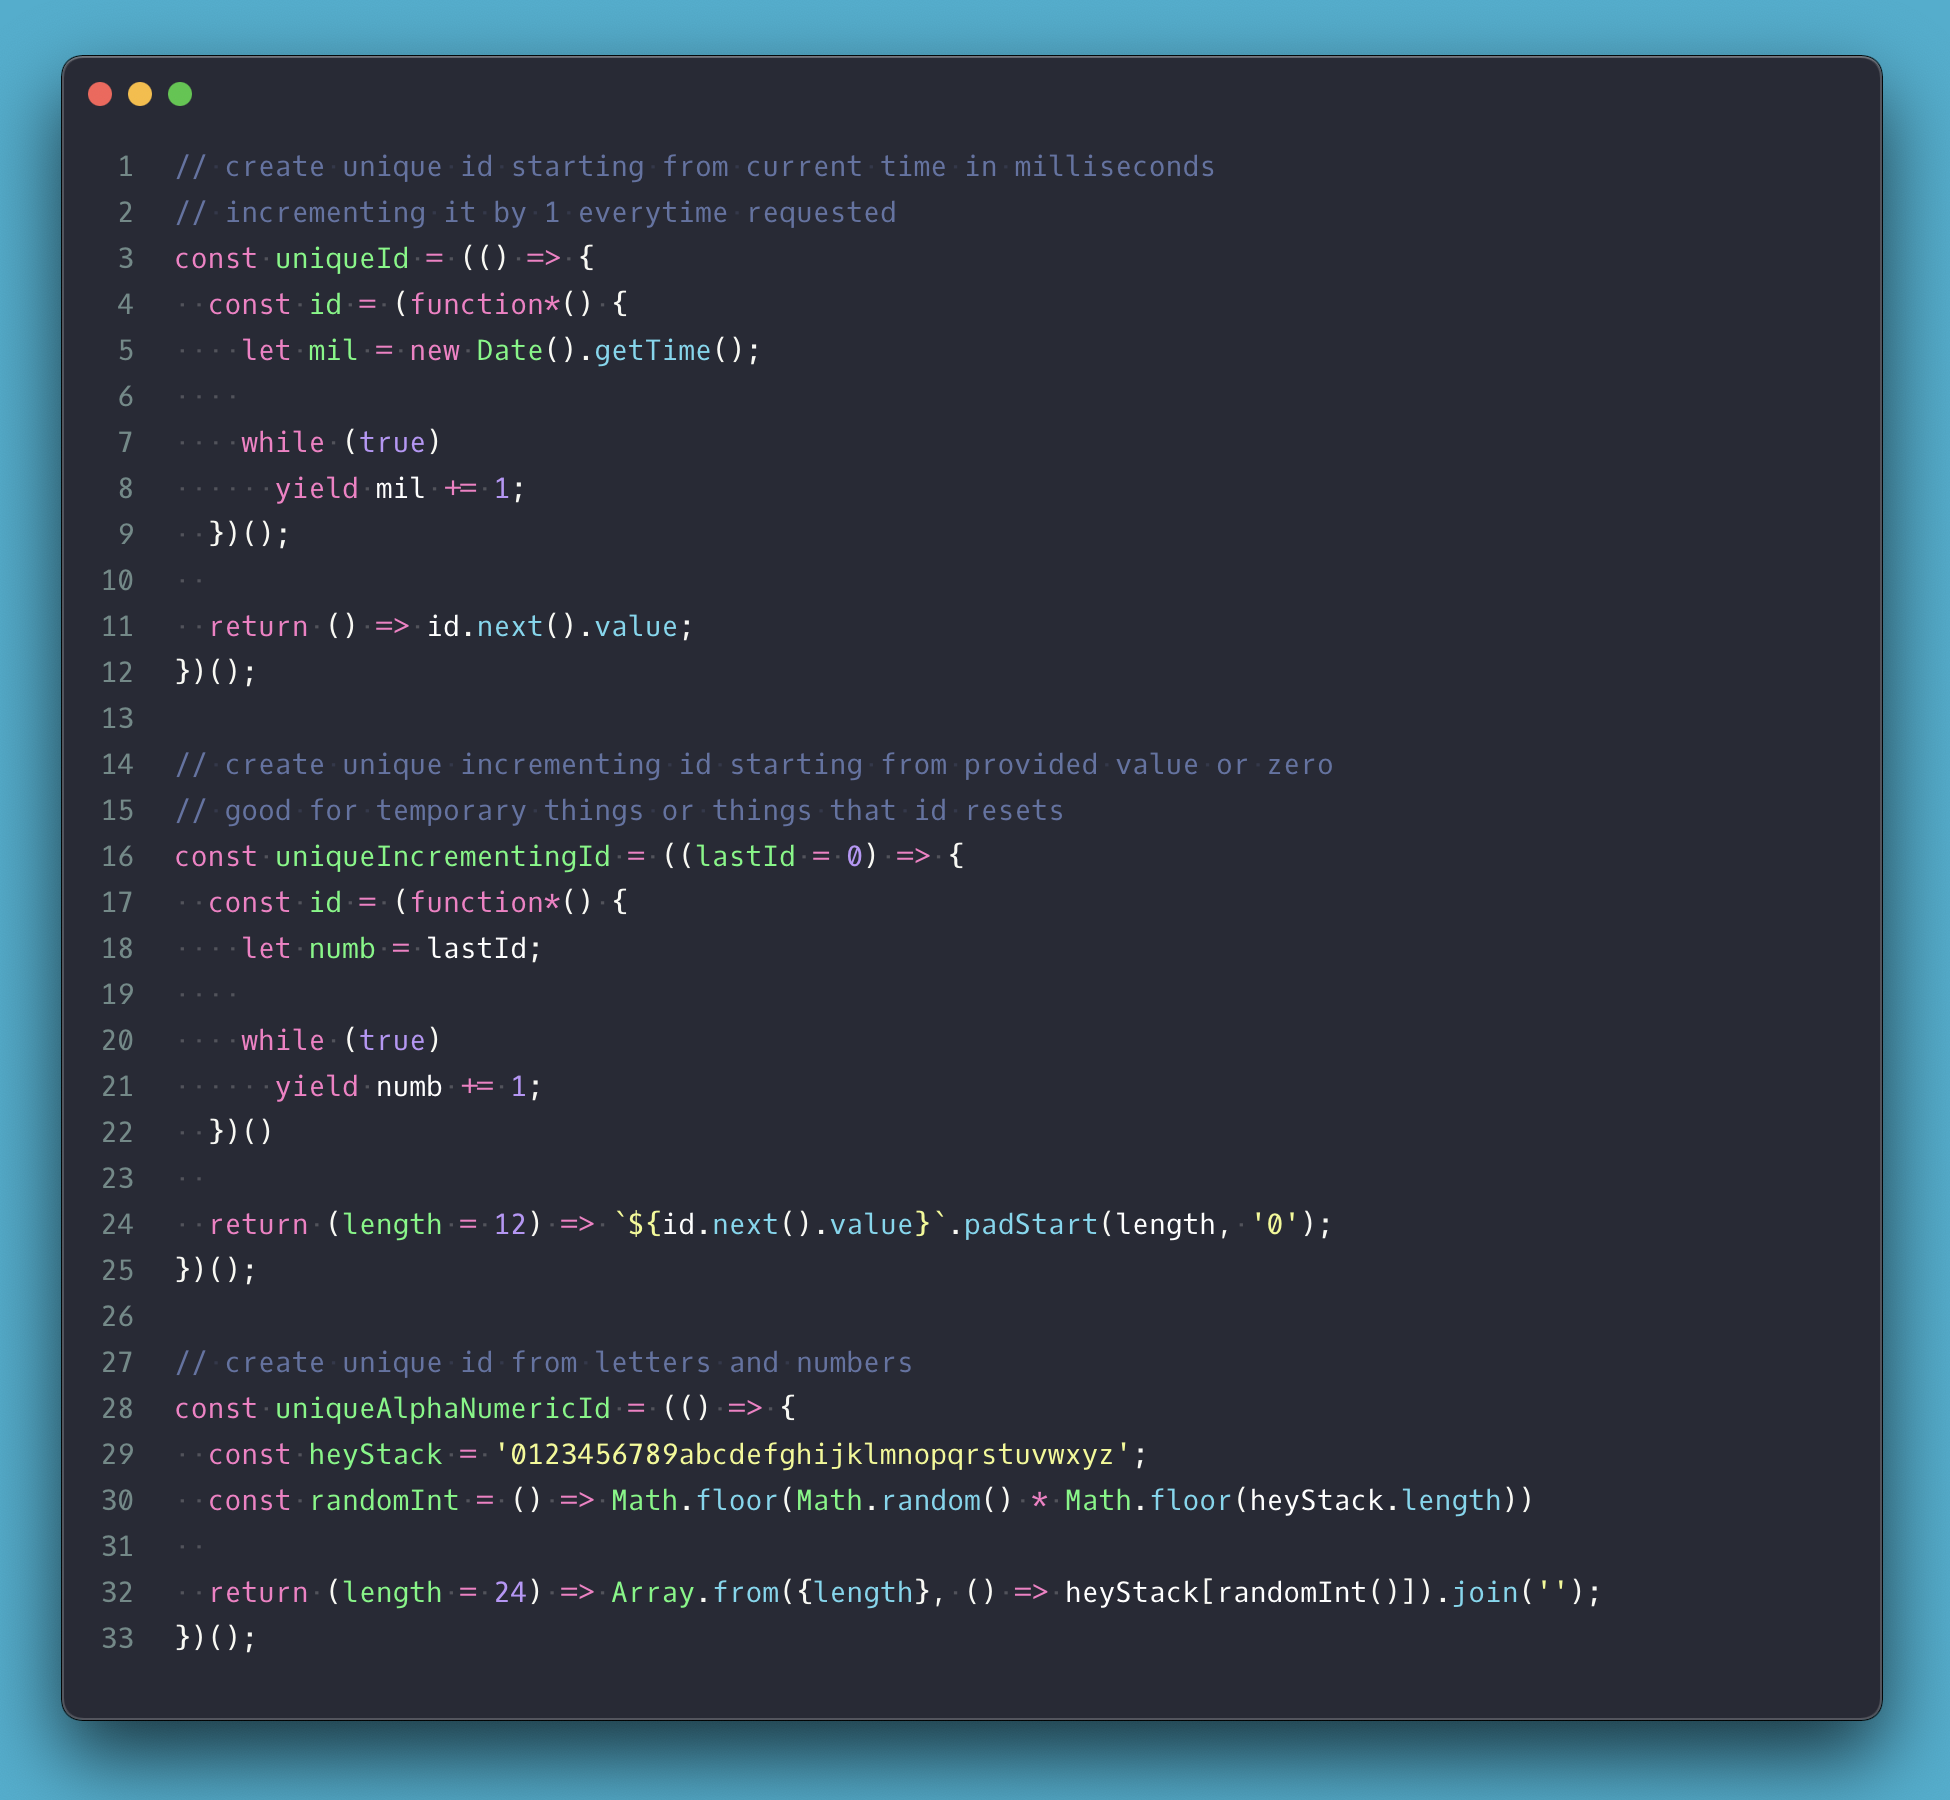 1 // create unique id starting from current time in milliseconds
2 // incrementing it by 1 everytime requested
3 const uniqueId = (() => {
4   const id = (function*() {
5     let mil = new Date().getTime();
6
7     while (true)
8       yield mil += 1;
9   })();
10
11   return () => id.next().value;
12 })();
13
14 // create unique incrementing id starting from provided value or zero
15 // good for temporary things or things that id resets
16 const uniqueIncrementingId = ((lastId = 0) => {
17   const id = (function*() {
18     let numb = lastId;
19
20     while (true)
21       yield numb += 1;
22   })()
23
24   return (length = 12) => `${id.next().value}`.padStart(length, '0');
25 })();
26
27 // create unique id from letters and numbers
28 const uniqueAlphaNumericId = (() => {
29   const heyStack = '0123456789abcdefghijklmnopqrstuvwxyz';
30   const randomInt = () => Math.floor(Math.random() * Math.floor(heyStack.length))
31
32   return (length = 24) => Array.from({length}, () => heyStack[randomInt()]).join('');
33 })();